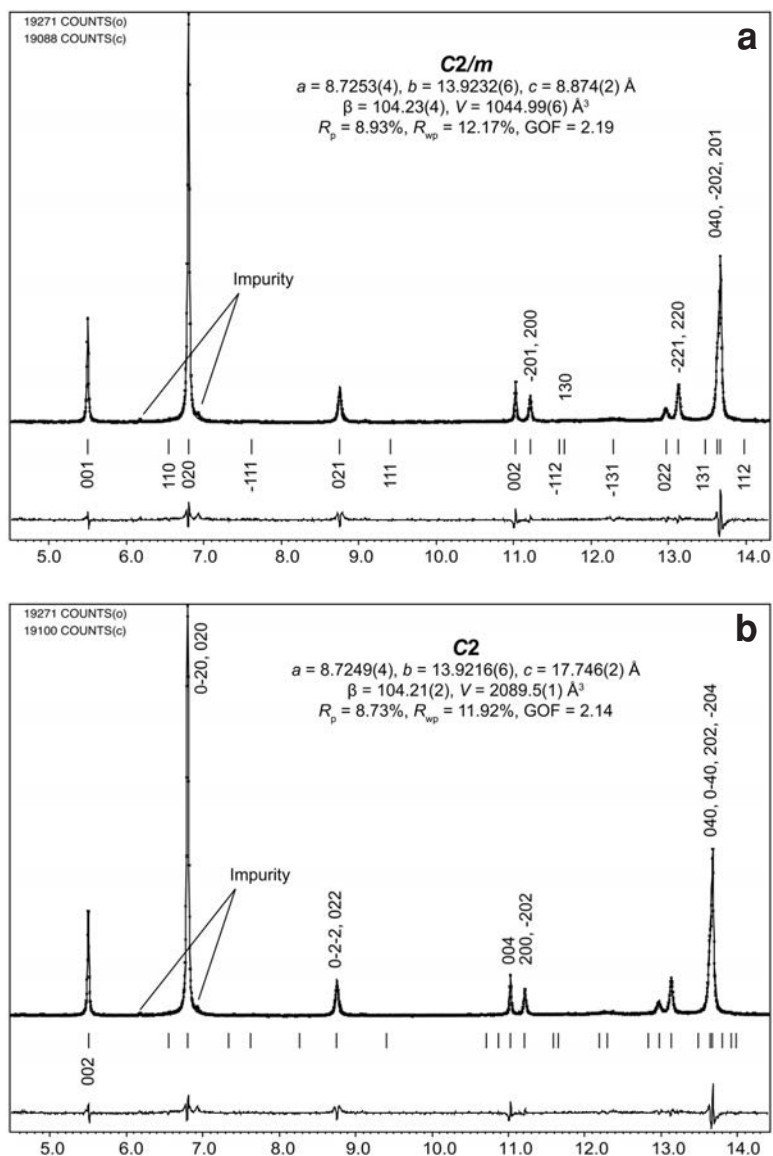 19271 COUNTS(o)
19088 COUNTS(c)
a
C2/m
a = 8.7253(4), b = 13.9232(6), c = 8.874(2) Å
β = 104.23(4), V = 1044.99(6) Å³
Rp = 8.93%, Rwp = 12.17%, GOF = 2.19
Impurity
040, -202, 201
-201, 200
130
-221, 220
001
110
020
-111
021
111
002
-112
-131
022
131
112
5.0 6.0 7.0 8.0 9.0 10.0 11.0 12.0 13.0 14.0
19271 COUNTS(o)
19100 COUNTS(c)
b
C2
a = 8.7249(4), b = 13.9216(6), c = 17.746(2) Å
β = 104.21(2), V = 2089.5(1) Å³
Rp = 8.73%, Rwp = 11.92%, GOF = 2.14
0-20, 020
Impurity
0-2-2, 022
004
200, -202
040, 0-40, 202, -204
002
5.0 6.0 7.0 8.0 9.0 10.0 11.0 12.0 13.0 14.0